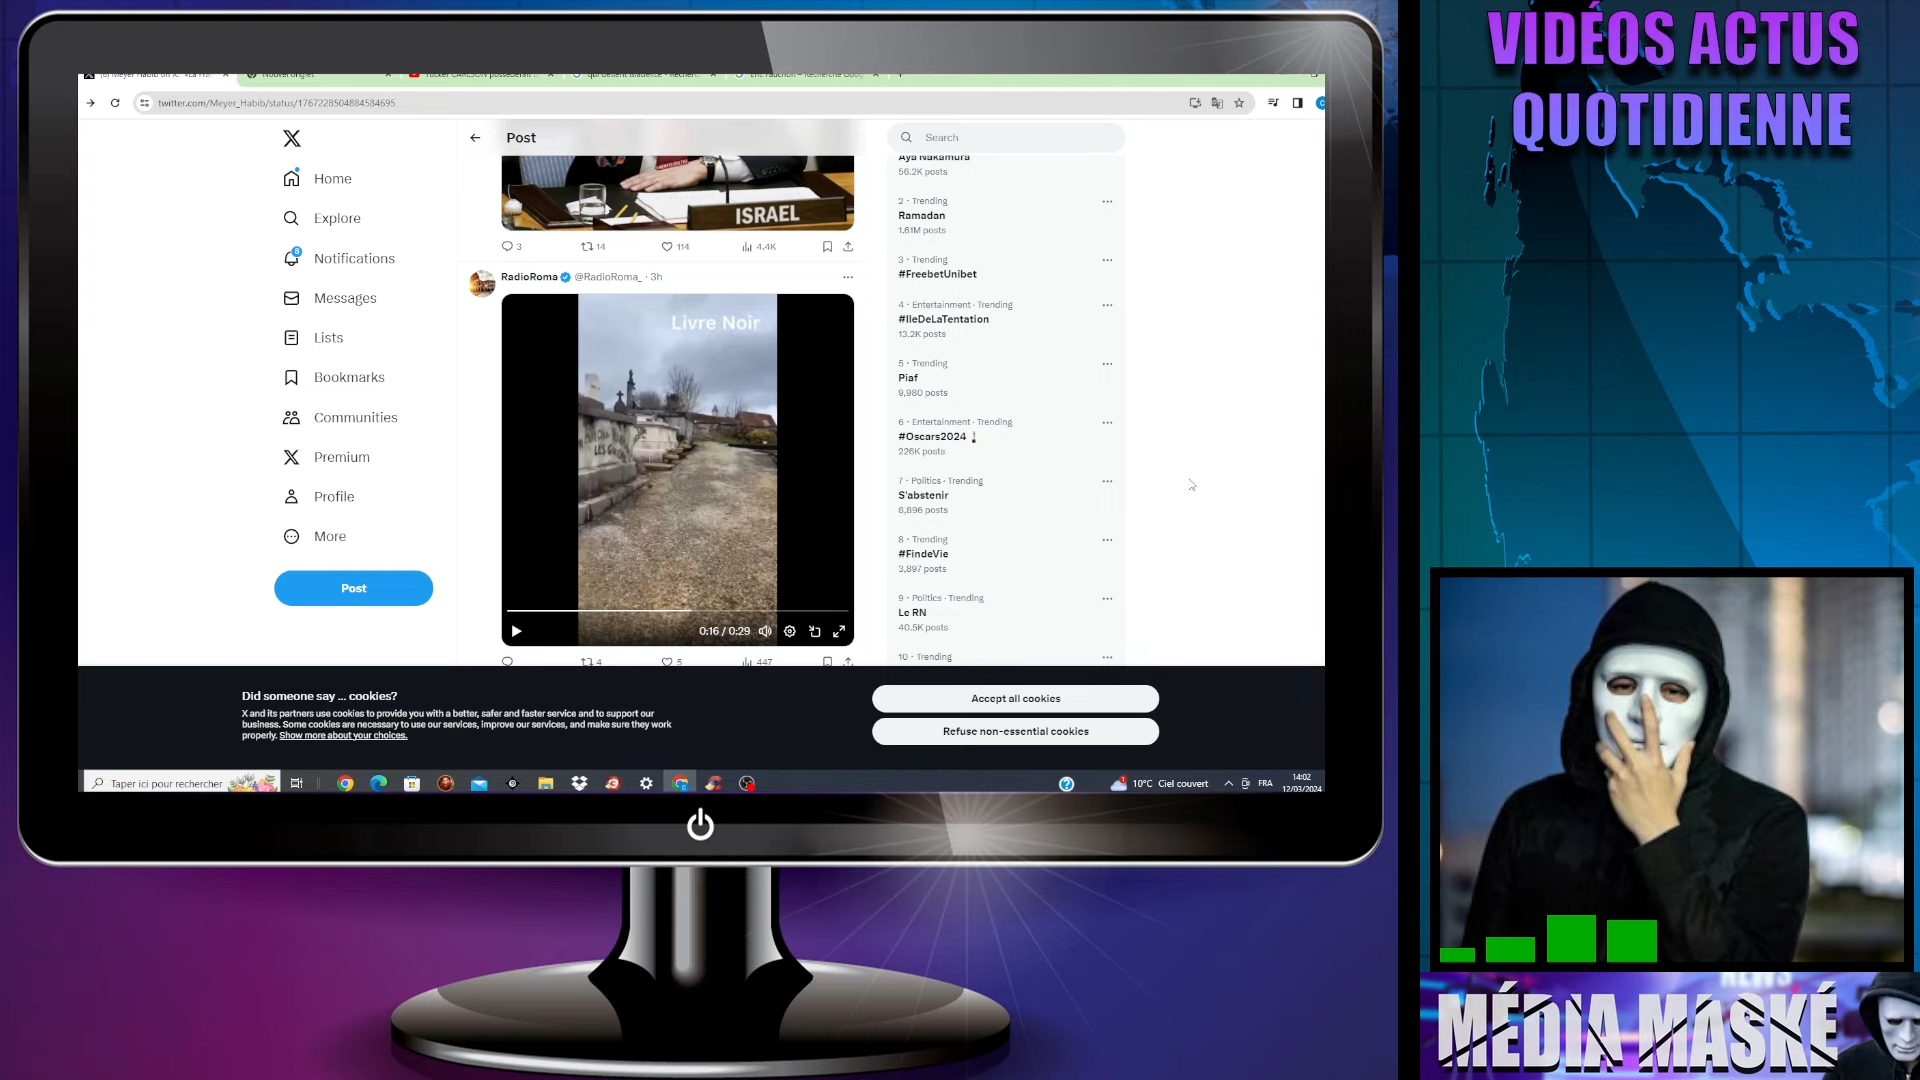 VIDÉOS ACTUS
QUOTIDIENNE
twitter.com/Meyer_Habib/status/1767228504884584695
Post
Search
Home
Explore
Notifications
8
Messages
Lists
Bookmarks
Communities
Premium
Profile
More
Post
ISRAEL
3
14
114
4.4K
RadioRoma @RadioRoma_ · 3h
Livre Noir
0:16 / 0:29
4
5
447
Aya Nakamura
56.2K posts
2 · Trending
Ramadan
1.61M posts
3 · Trending
#FreebetUnibet
4 · Entertainment · Trending
#IleDeLaTentation
13.2K posts
5 · Trending
Piaf
9,980 posts
6 · Entertainment · Trending
#Oscars2024
226K posts
7 · Politics · Trending
S'abstenir
8,896 posts
8 · Trending
#FindeVie
3,897 posts
9 · Politics · Trending
Le RN
40.5K posts
10 · Trending
Did someone say ... cookies?
X and its partners use cookies to provide you with a better, safer and faster service and to support our
business. Some cookies are necessary to use our services, improve our services, and make sure they work
properly. Show more about your choices.
Accept all cookies
Refuse non-essential cookies
Taper ici pour rechercher
10°C Ciel couvert
FRA
14:02
12/03/2024
MÉDIA MASKÉ